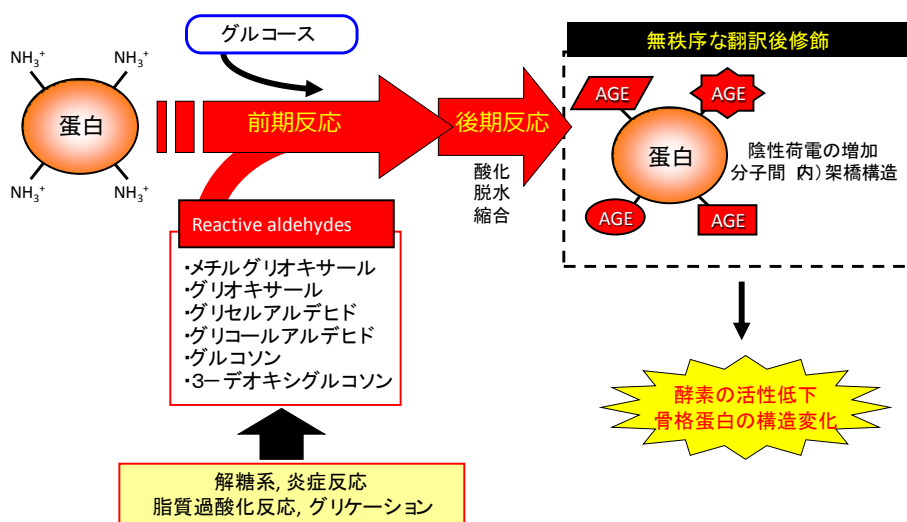 グルコース
無秩序な翻訳後修飾
NH₃⁺
NH₃⁺
蛋白
NH₃⁺
NH₃⁺
前期反応
後期反応
酸化
脱水
縮合
AGE
AGE
蛋白
AGE
AGE
陰性荷電の増加
分子間（内）架橋構造
Reactive aldehydes
・メチルグリオキサール
・グリオキサール
・グリセルアルデヒド
・グリコールアルデヒド
・グルコソン
・3－デオキシグルコソン
酵素の活性低下
骨格蛋白の構造変化
解糖系, 炎症反応
脂質過酸化反応, グリケーション